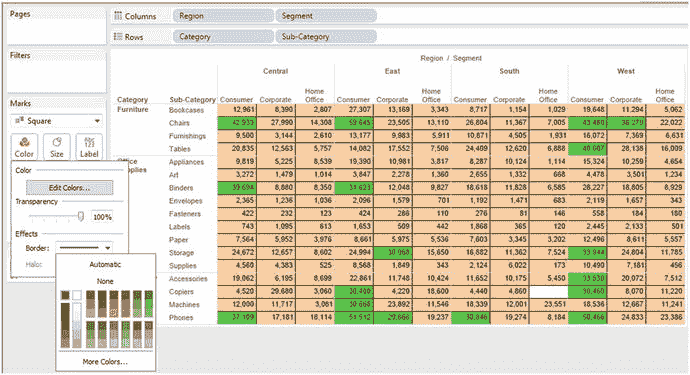 Pages
Columns Region Segment
Rows Category Sub-Category
Filters
Region / Segment
Central East South West
Marks
Category Sub-Category Consumer Corporate Home Office Consumer Corporate Home Office Consumer Corporate Home Office Consumer Corporate Home Office
Furniture Bookcases 12,961 8,390 2,807 27,307 13,169 3,343 8,717 1,154 1,029 19,648 11,294 5,062
Square
Chairs 27,990 14,308 23,505 13,110 26,804 11,367 7,005 22,022
Furnishings 9,500 3,144 2,610 13,177 9,983 5,911 10,871 4,505 1,931 16,072 7,369 6,631
Tables 20,835 12,563 5,757 14,082 17,552 7,506 24,409 12,620 6,888 28,138 16,009
Color Size Label
Office Supplies Appliances 9,819 5,225 8,539 19,390 10,981 3,817 8,287 10,124 15,324 10,259 4,654
Art 3,272 1,479 1,014 3,847 2,278 1,360 2,655 1,332 668 4,478 3,501 1,234
Color
Edit Colors...
Binders 8,880 8,350 12,048 9,827 18,618 11,828 6,585 28,227 18,805 8,929
Envelopes 2,365 1,236 1,036 2,096 1,579 701 1,192 1,471 683 2,119 1,657 343
Transparency
100%
Fasteners 422 232 123 424 286 110 276 81 146 558 184 180
Labels 743 1,095 613 1,653 509 442 1,868 365 120 2,445 2,133 501
Effects
Paper 7,564 5,952 3,976 8,661 5,975 5,536 7,603 3,345 3,202 12,496 8,611 5,557
Border:
Storage 24,672 12,657 8,602 24,994 15,650 16,882 11,362 7,524 24,804 11,785
Halo:
Automatic
None
Supplies 4,569 4,383 525 8,568 1,849 343 2,124 6,022 173 10,490 7,181 456
Accessories 19,062 6,195 8,699 22,861 11,746 10,424 11,652 10,175 5,450 20,072 7,512
Copiers 4,520 29,680 3,060 4,220 18,600 4,440 4,860 8,070 11,220
Machines 12,000 11,717 3,061 23,892 11,546 18,339 12,001 23,551 18,536 12,667 11,241
Phones 17,181 18,114 19,237 19,274 8,184 24,833 23,386
More Colors...